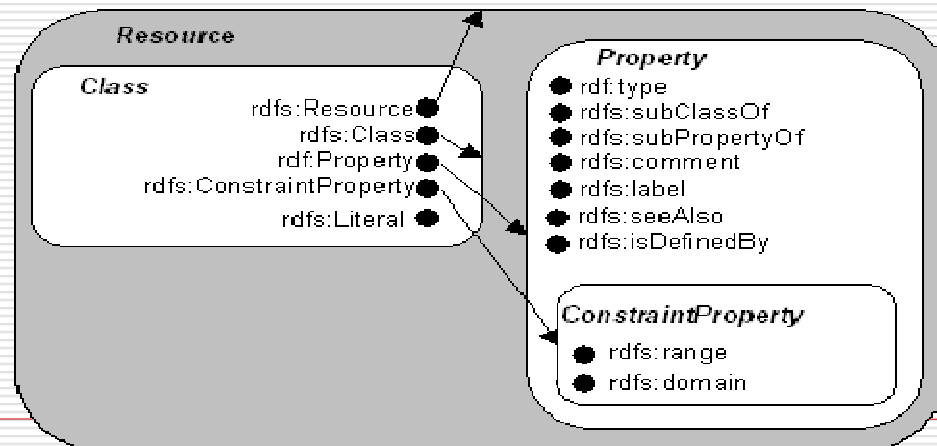 Resource
Class
rdfs:Resource
rdfs:Class
rdf:Property
rdfs:ConstraintProperty
rdfs:Literal
Property
rdf:type
rdfs:subClassOf
rdfs:subPropertyOf
rdfs:comment
rdfs:label
rdfs:seeAlso
rdfs:isDefinedBy
ConstraintProperty
rdfs:range
rdfs:domain